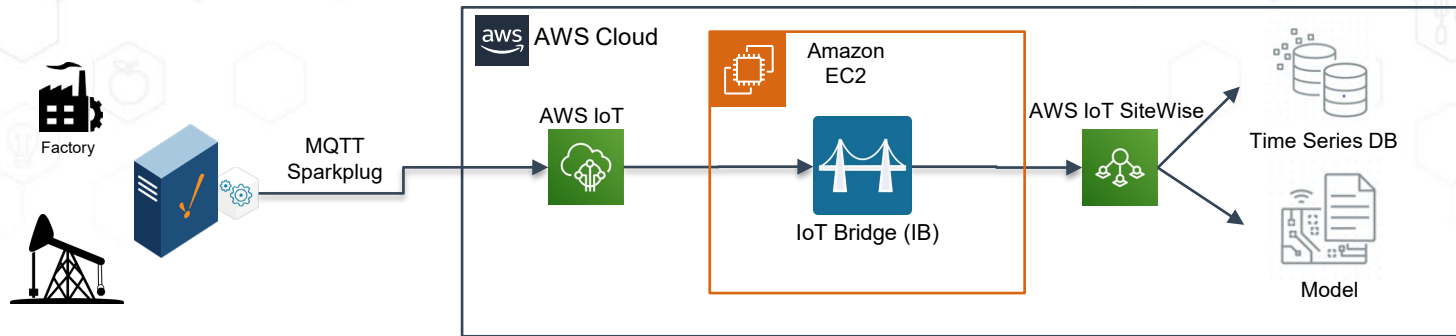 Factory
MQTT
Sparkplug
aws
AWS Cloud
AWS IoT
Amazon
EC2
IoT Bridge (IB)
AWS IoT SiteWise
Time Series DB
Model